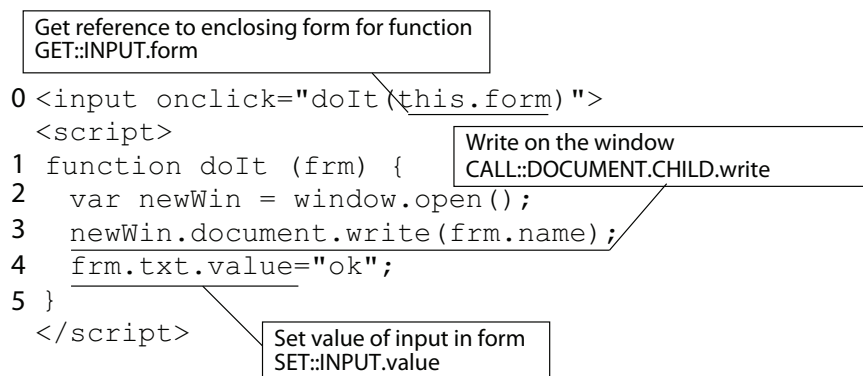 Get reference to enclosing form for function
GET::INPUT.form
0 <input onclick="doIt(this.form)">
<script>
Write on the window
CALL::DOCUMENT.CHILD.write
1 function doIt (frm) {
2 var newWin = window.open();
3 newWin.document.write(frm.name);
4 frm.txt.value="ok";
5 }
</script>
Set value of input in form
SET::INPUT.value